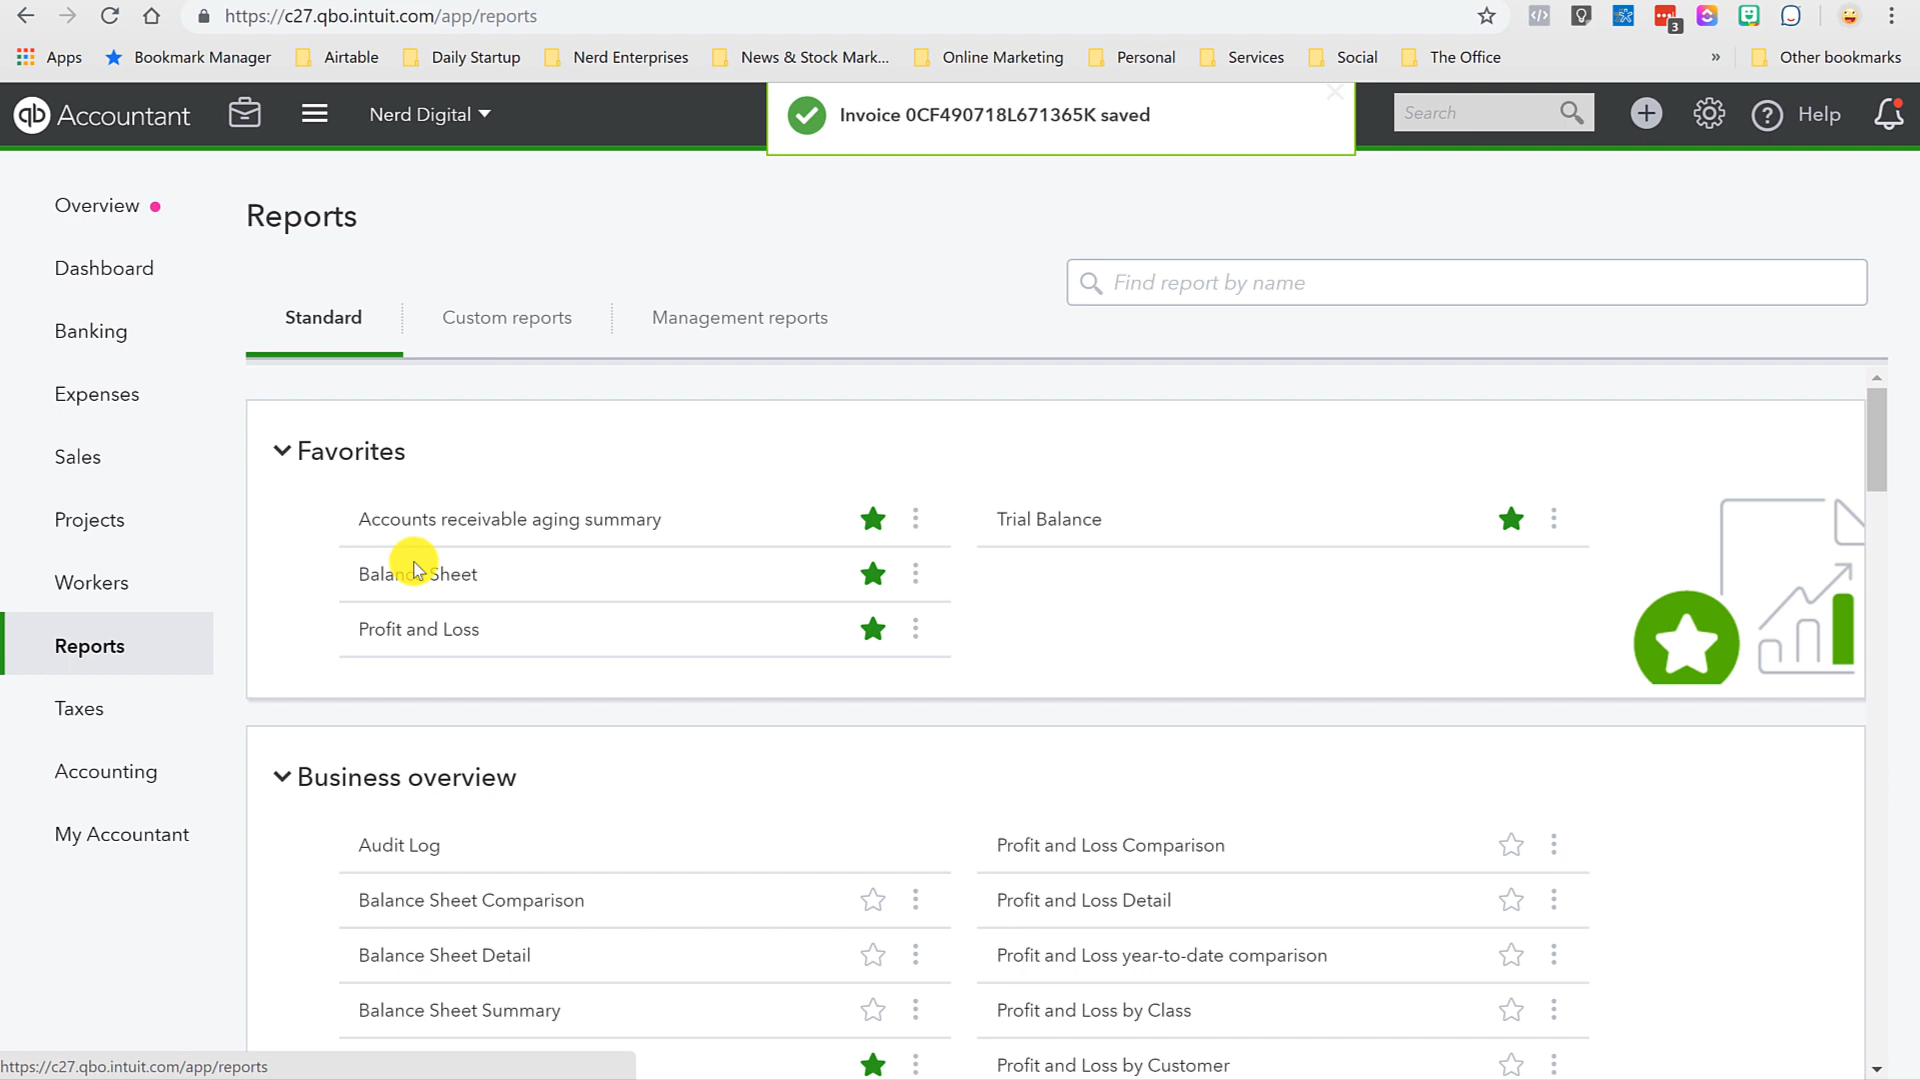 https://c27.qbo.intuit.com/app/reports
3
Apps Bookmark Manager Airtable Daily Startup Nerd Enterprises News & Stock Mark... Online Marketing Personal Services Social The Office » Other bookmarks
qb Accountant Nerd Digital Invoice 0CF490718L671365K saved Search Help
Overview
Dashboard
Banking
Expenses
Sales
Projects
Workers
Reports
Taxes
Accounting
My Accountant
Reports
Find report by name
Standard Custom reports Management reports
Favorites
Accounts receivable aging summary Trial Balance
Balance Sheet
Profit and Loss
Business overview
Audit Log Profit and Loss Comparison
Balance Sheet Comparison Profit and Loss Detail
Balance Sheet Detail Profit and Loss year-to-date comparison
Balance Sheet Summary Profit and Loss by Class
Profit and Loss by Customer
https://c27.qbo.intuit.com/app/reports